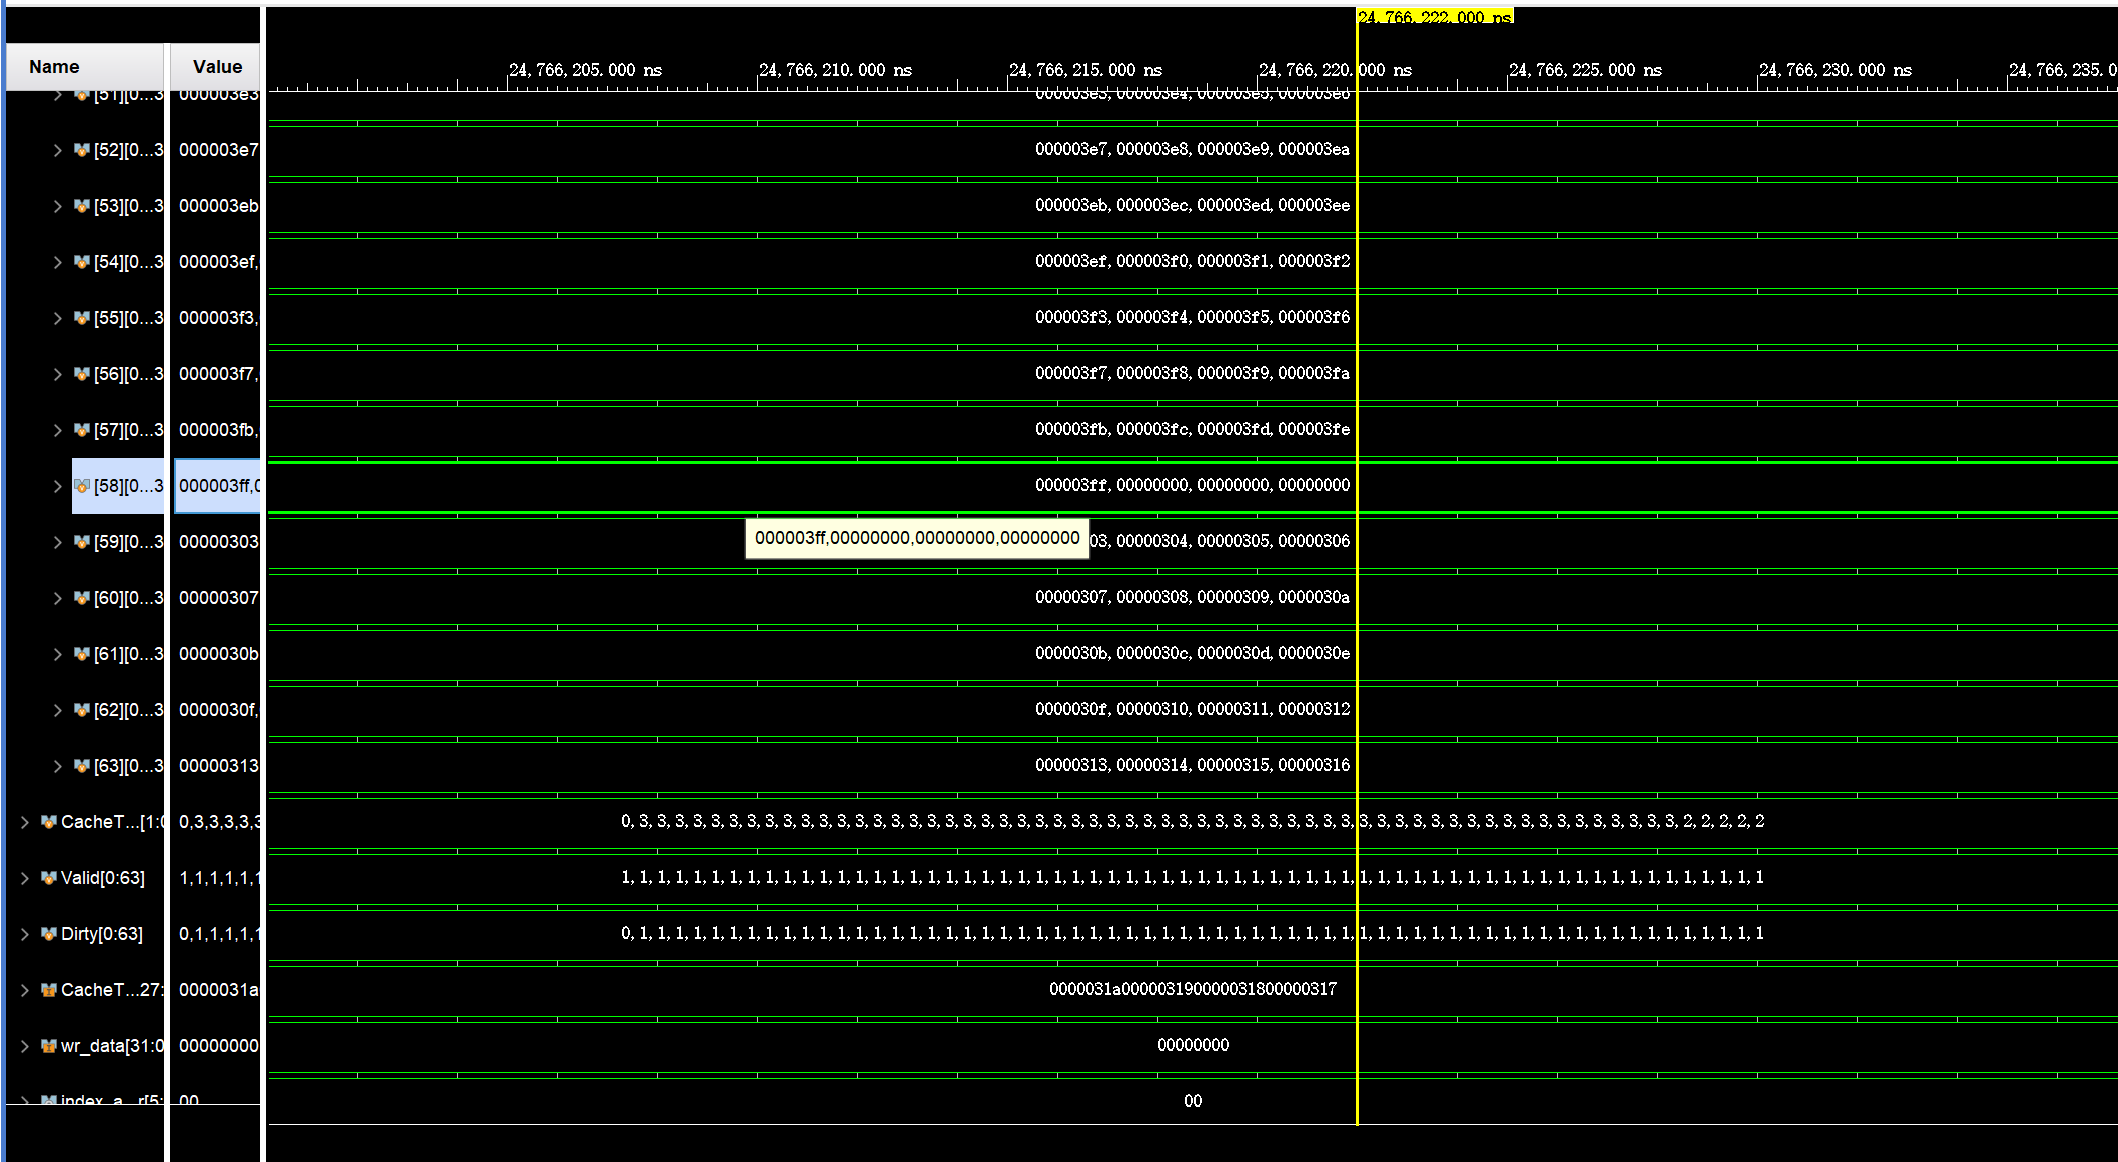 24,766,222.000 ns
Name Value 24,766,205.000 ns 24,766,210.000 ns 24,766,215.000 ns 24,766,220.000 ns 24,766,225.000 ns 24,766,230.000 ns 24,766,235.0
[51][0...3 000003e3 000003e3,000003e4,000003e5,000003e6
[52][0...3 000003e7 000003e7,000003e8,000003e9,000003ea
[53][0...3 000003eb 000003eb,000003ec,000003ed,000003ee
[54][0...3 000003ef, 000003ef,000003f0,000003f1,000003f2
[55][0...3 000003f3, 000003f3,000003f4,000003f5,000003f6
[56][0...3 000003f7, 000003f7,000003f8,000003f9,000003fa
[57][0...3 000003fb, 000003fb,000003fc,000003fd,000003fe
[58][0...3 000003ff,0 000003ff,00000000,00000000,00000000
000003ff,00000000,00000000,00000000
[59][0...3 00000303 03,00000304,00000305,00000306
[60][0...3 00000307 00000307,00000308,00000309,0000030a
[61][0...3 0000030b 0000030b,0000030c,0000030d,0000030e
[62][0...3 0000030f, 0000030f,00000310,00000311,00000312
[63][0...3 00000313 00000313,00000314,00000315,00000316
CacheT...[1:0 0,3,3,3,3,3 0,3,3,3,3,3,3,3,3,3,3,3,3,3,3,3,3,3,3,3,3,3,3,3,3,3,3,3,3,3,3,3,3,3,3,3,3,3,3,3,3,3,3,3,3,3,3,3,3,3,3,3,3,3,3,3,3,3,3,2,2,2,2,2
Valid[0:63] 1,1,1,1,1,1 1,1,1,1,1,1,1,1,1,1,1,1,1,1,1,1,1,1,1,1,1,1,1,1,1,1,1,1,1,1,1,1,1,1,1,1,1,1,1,1,1,1,1,1,1,1,1,1,1,1,1,1,1,1,1,1,1,1,1,1,1,1,1,1
Dirty[0:63] 0,1,1,1,1,1 0,1,1,1,1,1,1,1,1,1,1,1,1,1,1,1,1,1,1,1,1,1,1,1,1,1,1,1,1,1,1,1,1,1,1,1,1,1,1,1,1,1,1,1,1,1,1,1,1,1,1,1,1,1,1,1,1,1,1,1,1,1,1,1
CacheT...27: 0000031a 0000031a000003190000031800000317
wr_data[31:0 00000000 00000000
index_a...r[5: 00 00